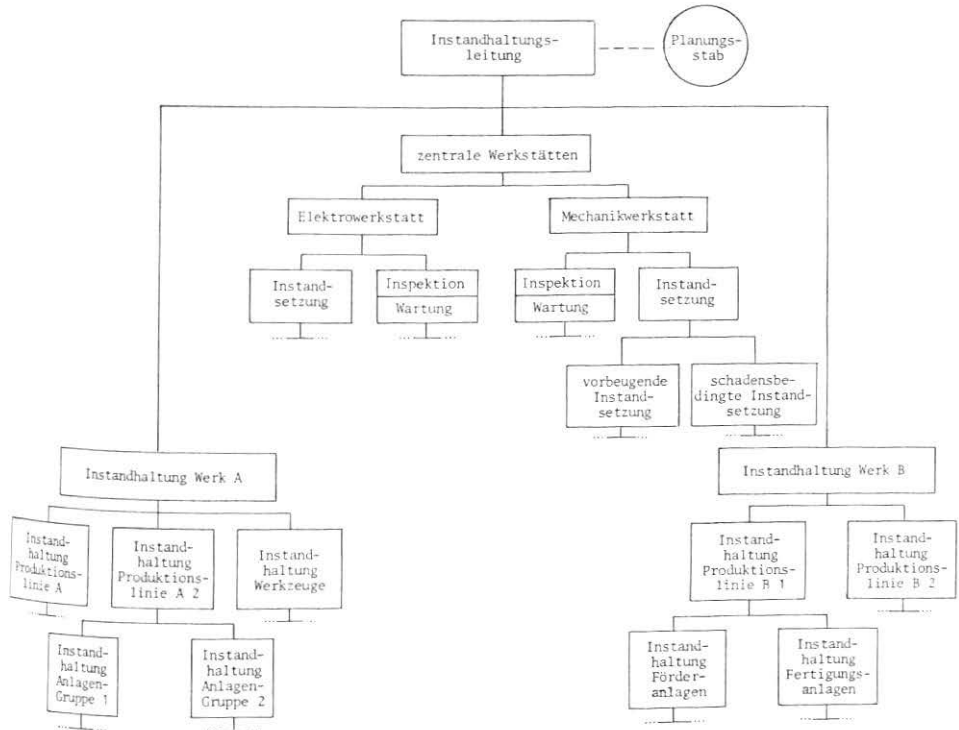 Instandhaltungs-
leitung
Planungs-
stab
zentrale Werkstätten
Elektrowerkstatt
Mechanikwerkstatt
Instand-
setzung
Inspektion
Wartung
Inspektion
Wartung
Instand-
setzung
vorbeugende
Instand-
setzung
schadensbe-
dingte Instand-
setzung
Instandhaltung Werk A
Instandhaltung Werk B
Instand-
haltung
Produktions-
linie A
Instand-
haltung
Produktions-
linie A 2
Instand-
haltung
Werkzeuge
Instand-
haltung
Produktions-
linie B 1
Instand-
haltung
Produktions-
linie B 2
Instand-
haltung
Anlagen-
Gruppe 1
Instand-
haltung
Anlagen-
Gruppe 2
Instand-
haltung
Förder-
anlagen
Instand-
haltung
Fertigungs-
anlagen